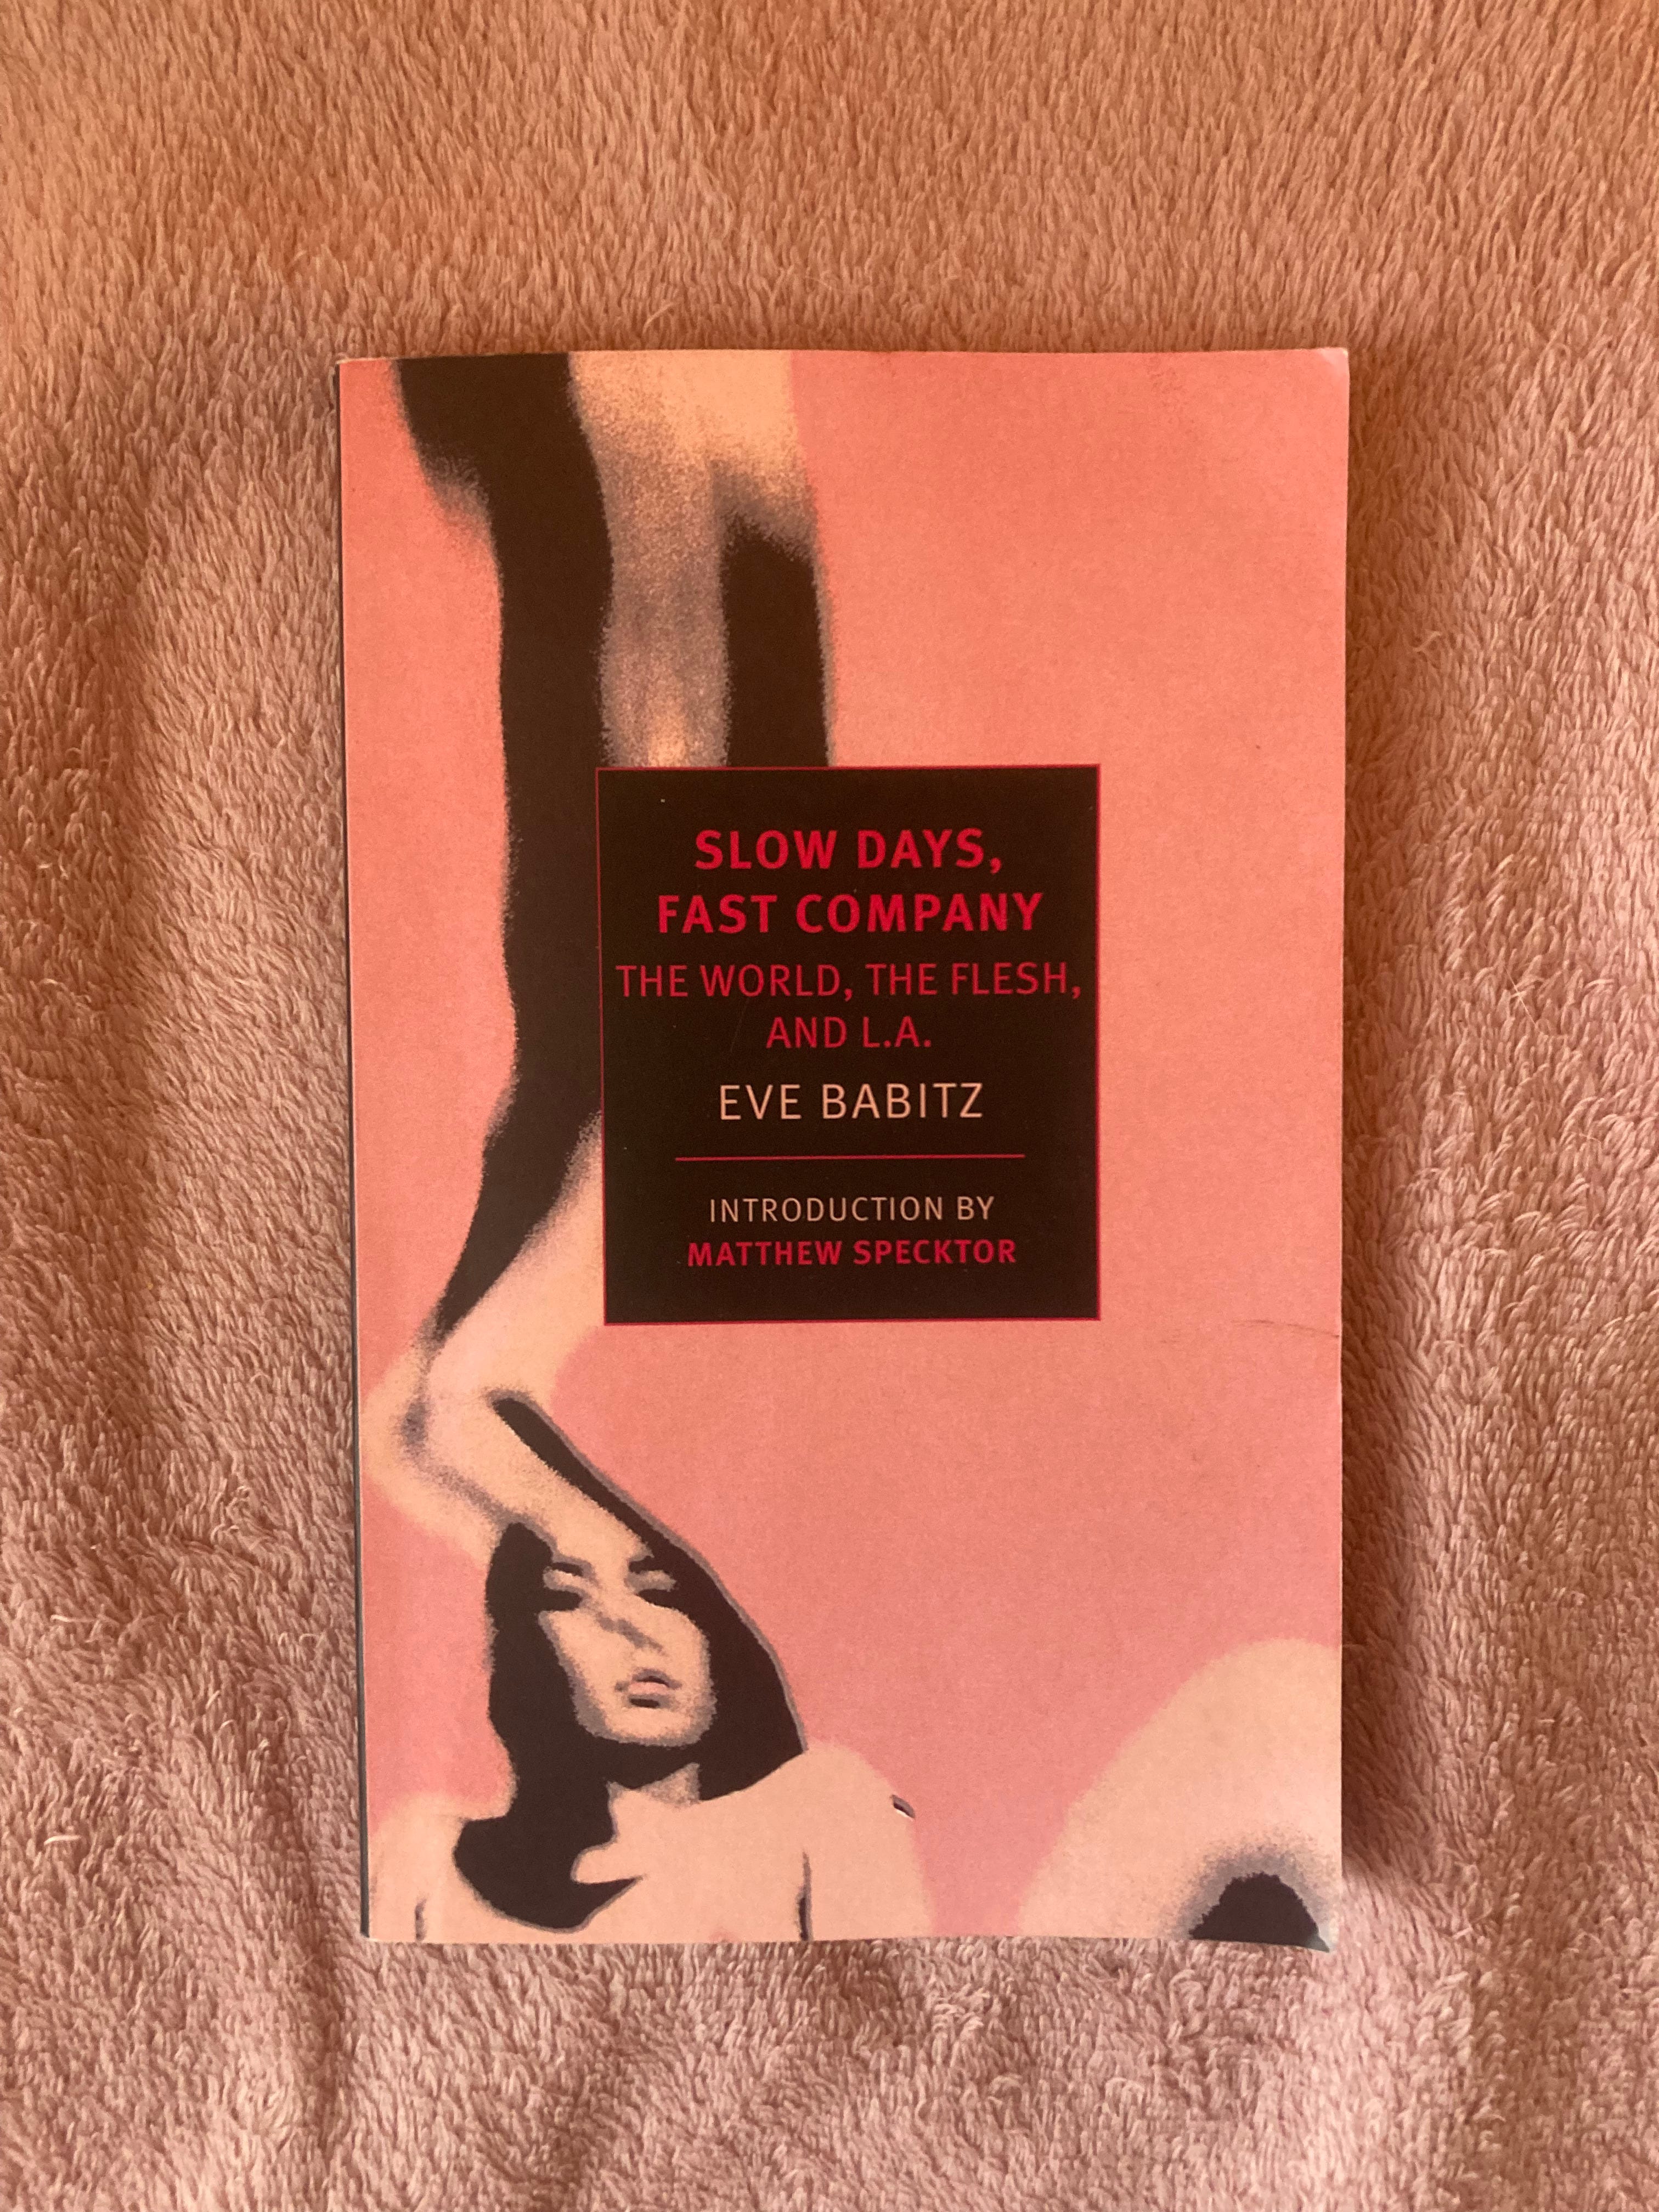 SLOW DAYS,
FAST COMPANY
THE WORLD, THE FLESH,
AND L.A.
EVE BABITZ
INTRODUCTION BY
MATTHEW SPECKTOR